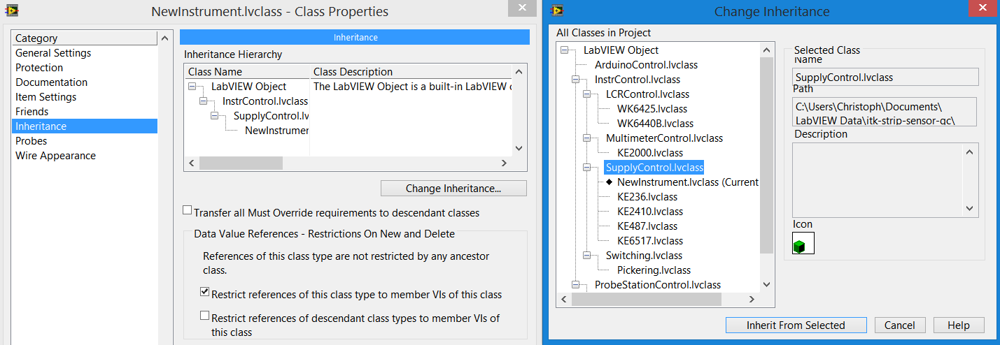 NewInstrument.lvclass - Class Properties
Category
General Settings
Protection
Documentation
Item Settings
Friends
Inheritance
Probes
Wire Appearance
Inheritance
Inheritance Hierarchy
Class Name Class Description
LabVIEW Object The LabVIEW Object is a built-in LabVIEW c
InstrControl.lvclass
SupplyControl.lv
NewInstrumer
Change Inheritance...
Transfer all Must Override requirements to descendant classes
Data Value References - Restrictions On New and Delete
References of this class type are not restricted by any ancestor
class.
Restrict references of this class type to member VIs of this class
Restrict references of descendant class types to member VIs of
this class
Change Inheritance
All Classes in Project
LabVIEW Object
ArduinoControl.lvclass
InstrControl.lvclass
LCRControl.lvclass
WK6425.lvclass
WK6440B.lvclass
MultimeterControl.lvclass
KE2000.lvclass
SupplyControl.lvclass
NewInstrument.lvclass (Current
KE236.lvclass
KE2410.lvclass
KE487.lvclass
KE6517.lvclass
Switching.lvclass
Pickering.lvclass
ProbeStationControl.lvclass
Selected Class
Name
SupplyControl.lvclass
Path
C:\Users\Christoph\Documents\
LabVIEW Data\itk-strip-sensor-qc\
Description
Icon
Inherit From Selected
Cancel
Help